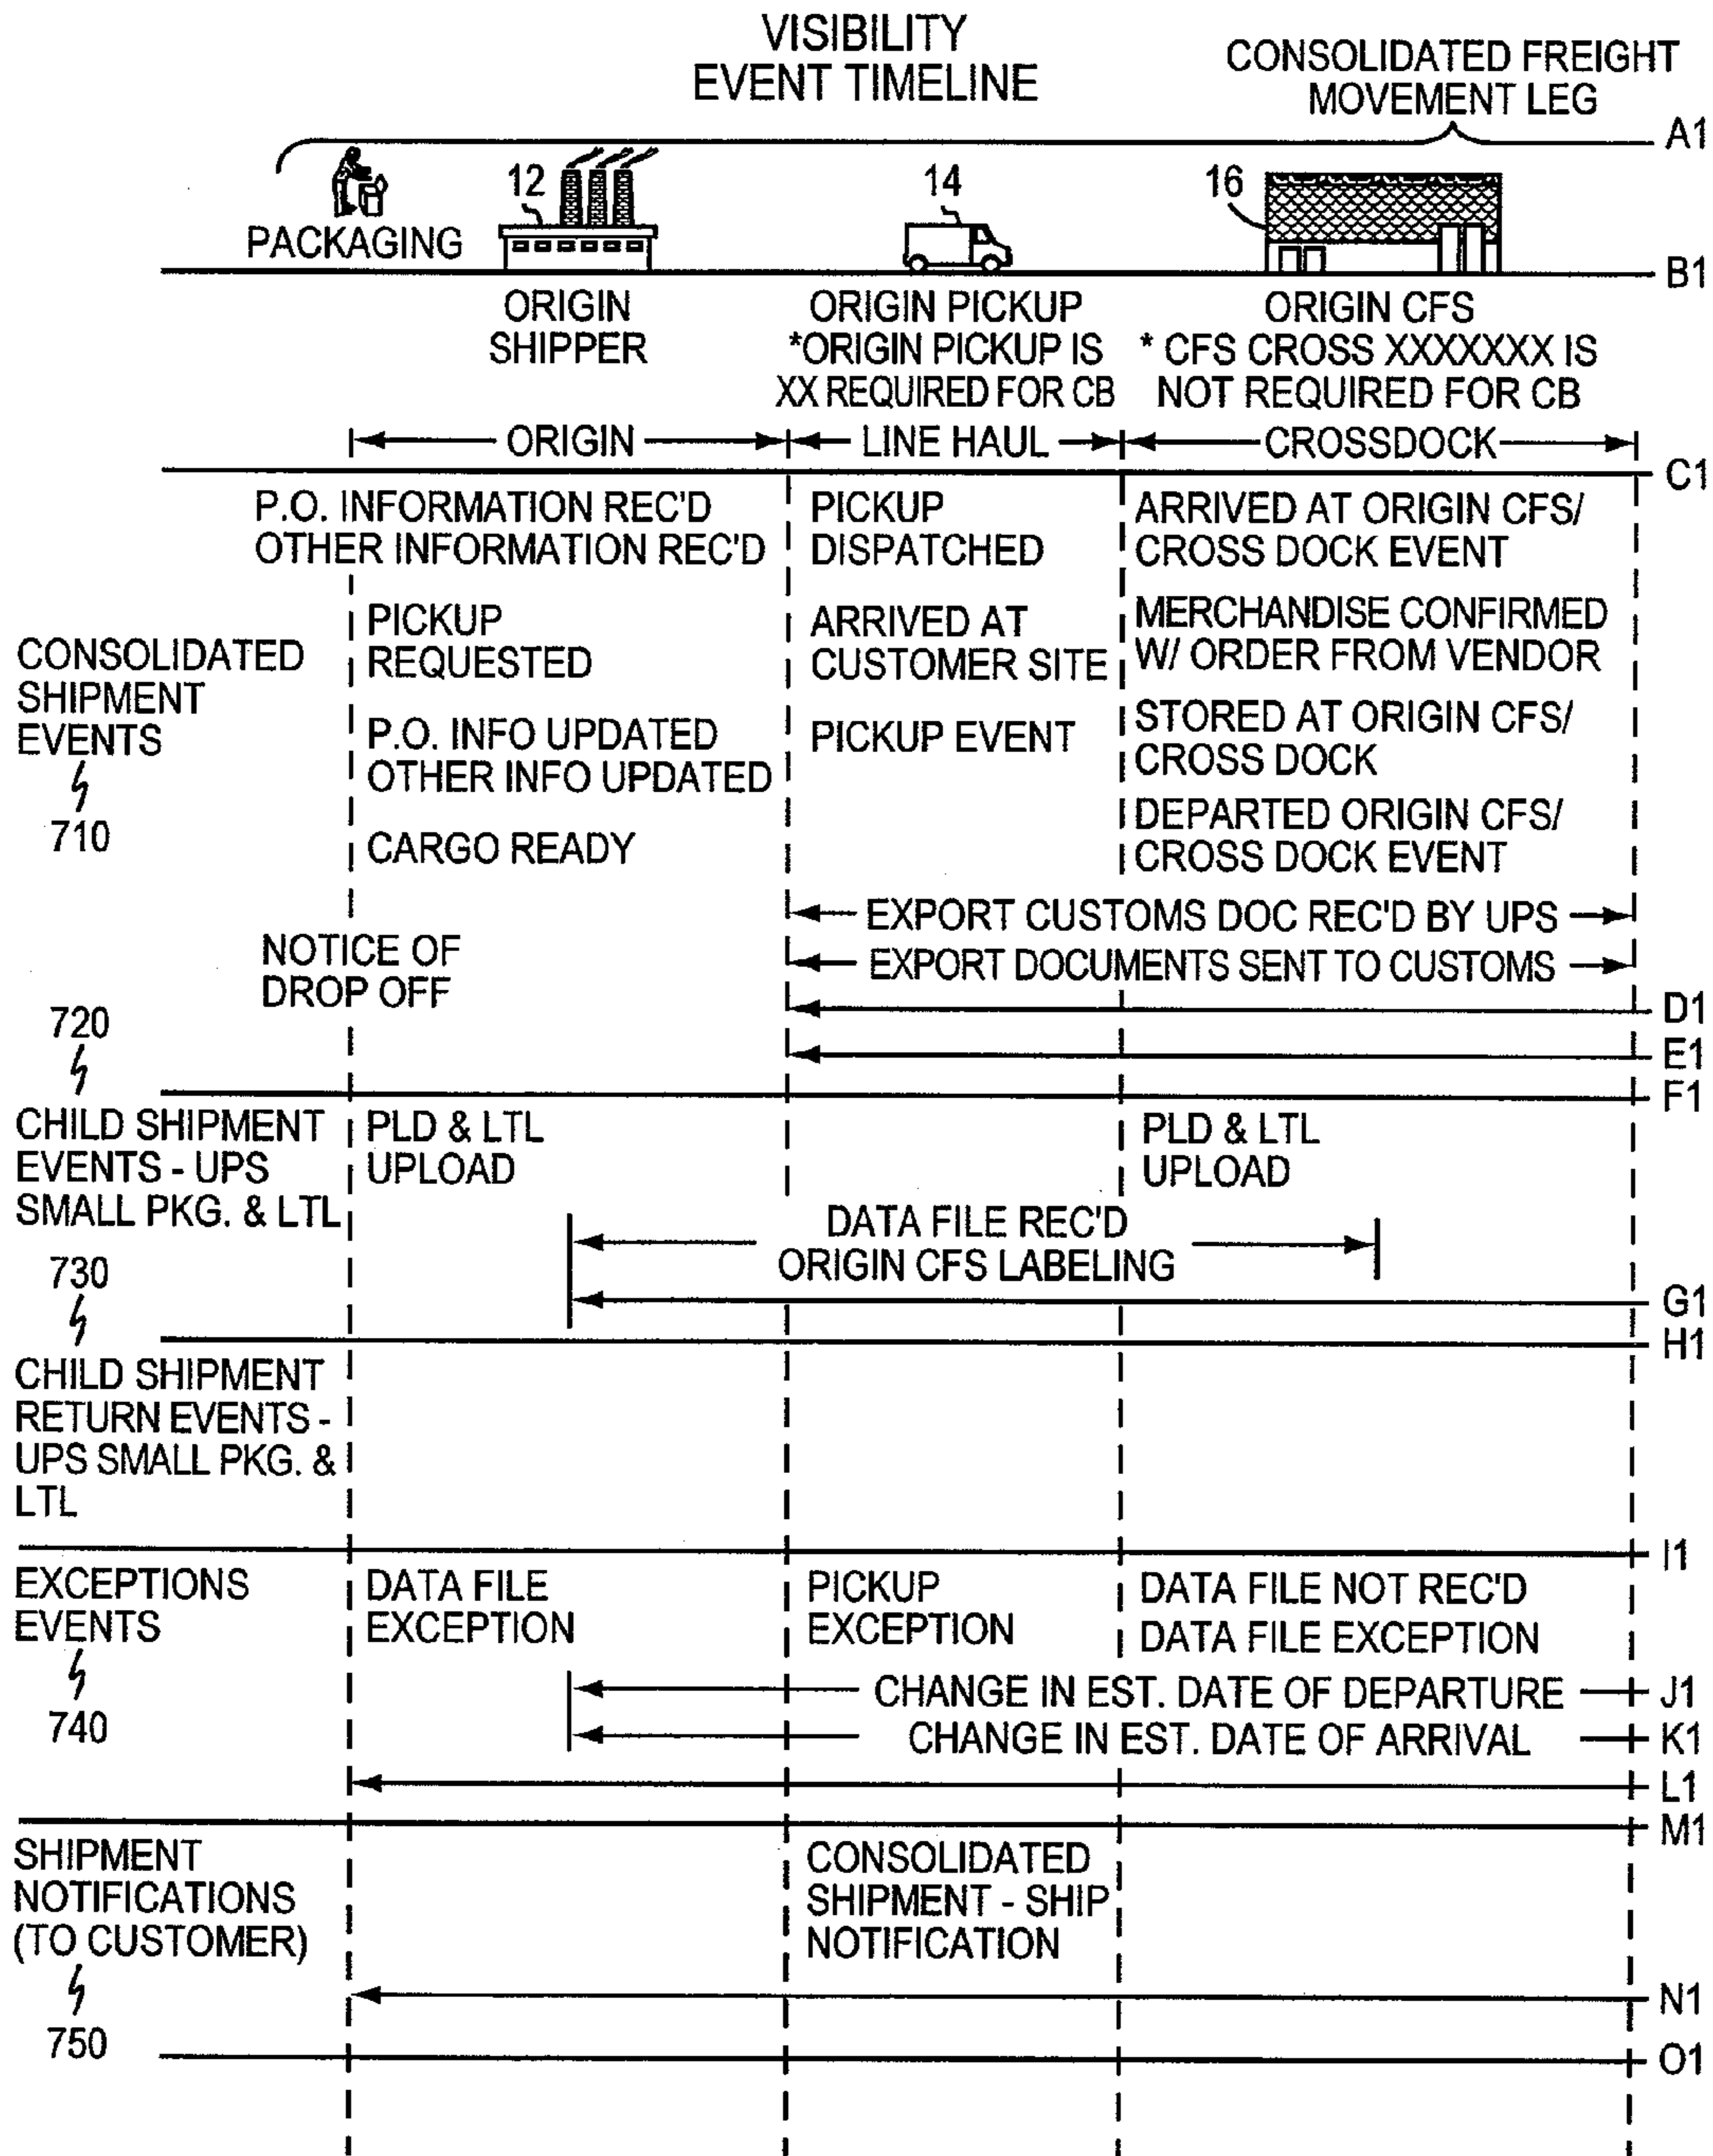 VISIBILITY
EVENT TIMELINE
CONSOLIDATED FREIGHT
MOVEMENT LEG
A1
12
14
16
PACKAGING
B1
ORIGIN
SHIPPER
ORIGIN PICKUP
*ORIGIN PICKUP IS
XX REQUIRED FOR CB
ORIGIN CFS
* CFS CROSS XXXXXXX IS
NOT REQUIRED FOR CB
ORIGIN
LINE HAUL
CROSSDOCK
C1
CONSOLIDATED
SHIPMENT
EVENTS
710
P.O. INFORMATION REC'D
OTHER INFORMATION REC'D
PICKUP
REQUESTED
P.O. INFO UPDATED
OTHER INFO UPDATED
CARGO READY
NOTICE OF
DROP OFF
PICKUP
DISPATCHED
ARRIVED AT
CUSTOMER SITE
PICKUP EVENT
ARRIVED AT ORIGIN CFS/
CROSS DOCK EVENT
MERCHANDISE CONFIRMED
W/ ORDER FROM VENDOR
STORED AT ORIGIN CFS/
CROSS DOCK
DEPARTED ORIGIN CFS/
CROSS DOCK EVENT
EXPORT CUSTOMS DOC REC'D BY UPS
EXPORT DOCUMENTS SENT TO CUSTOMS
D1
E1
F1
720
CHILD SHIPMENT
EVENTS - UPS
SMALL PKG. & LTL
PLD & LTL
UPLOAD
PLD & LTL
UPLOAD
DATA FILE REC'D
ORIGIN CFS LABELING
G1
H1
730
CHILD SHIPMENT
RETURN EVENTS -
UPS SMALL PKG. &
LTL
I1
EXCEPTIONS
EVENTS
740
DATA FILE
EXCEPTION
PICKUP
EXCEPTION
DATA FILE NOT REC'D
DATA FILE EXCEPTION
CHANGE IN EST. DATE OF DEPARTURE
J1
CHANGE IN EST. DATE OF ARRIVAL
K1
L1
M1
SHIPMENT
NOTIFICATIONS
(TO CUSTOMER)
750
CONSOLIDATED
SHIPMENT - SHIP
NOTIFICATION
N1
O1